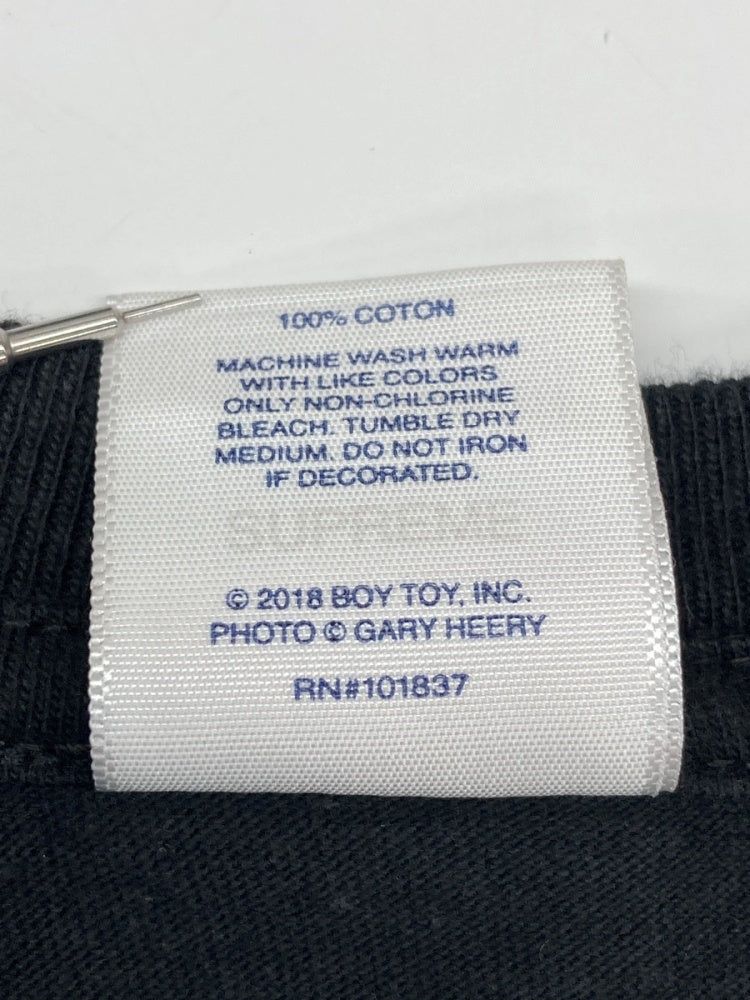 100% COTON
MACHINE WASH WARM
WITH LIKE COLORS
ONLY NON-CHLORINE
BLEACH. TUMBLE DRY
MEDIUM. DO NOT IRON
IF DECORATED.
SUPREME
© 2018 BOY TOY, INC.
PHOTO © GARY HEERY
RN#101837